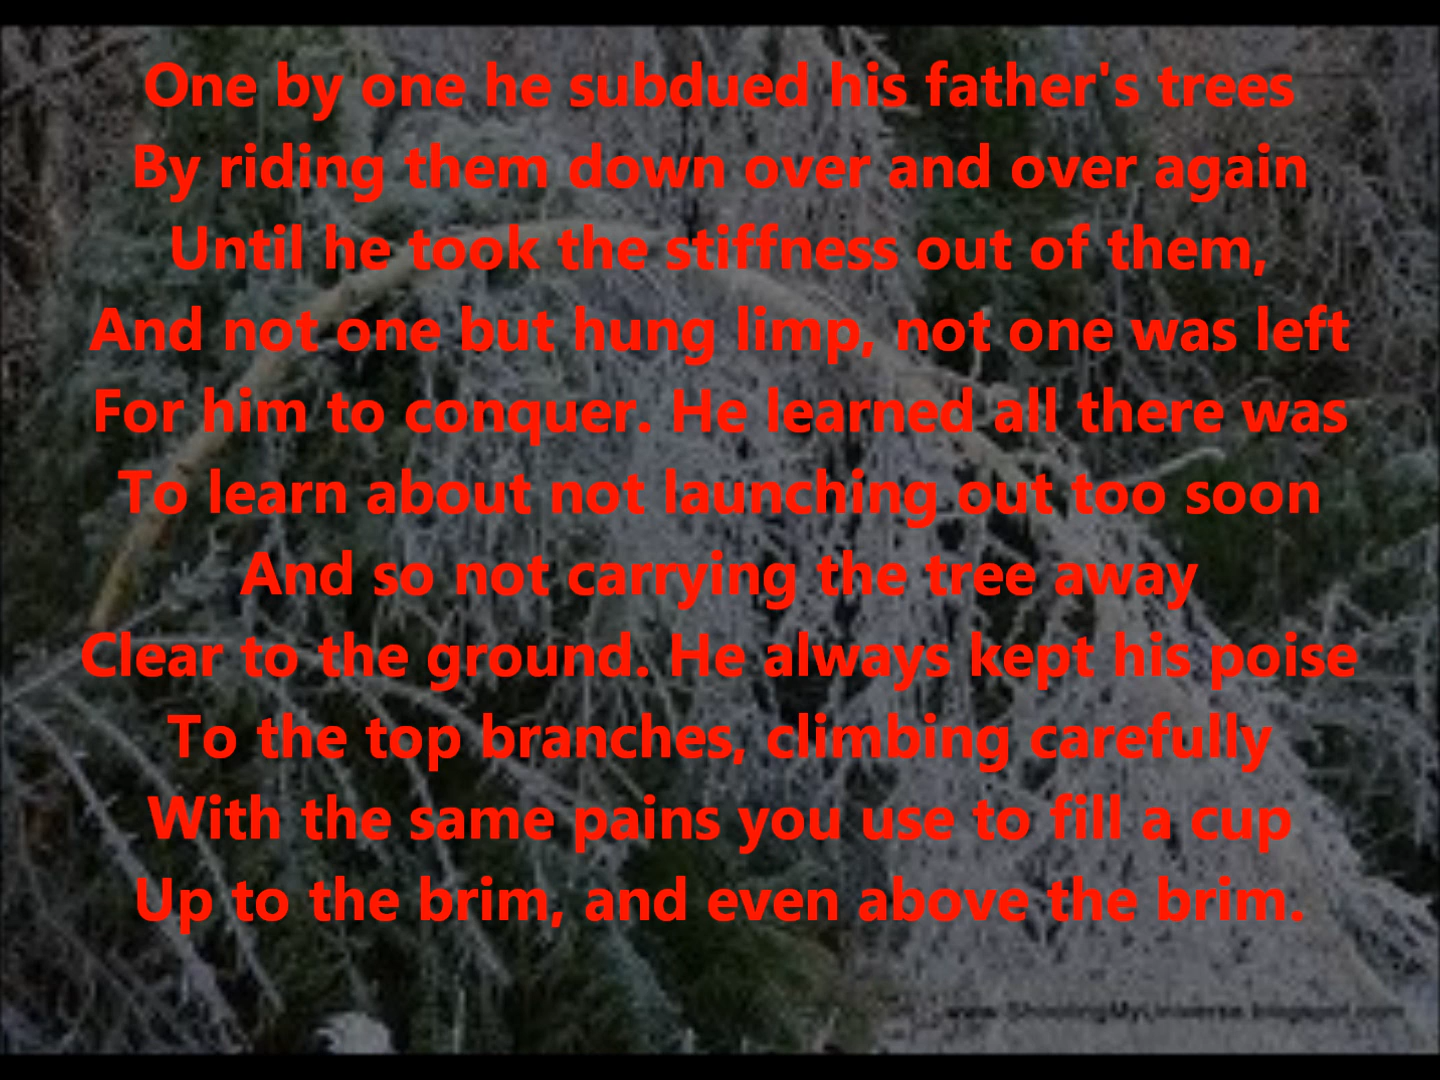 One by one he subdued his father's trees
By riding them down over and over again
Until he took the stiffness out of them,
And not one but hung limp, not one was left
For him to conquer. He learned all there was
To learn about not launching out too soon
And so not carrying the tree away
Clear to the ground. He always kept his poise
To the top branches, climbing carefully
With the same pains you use to fill a cup
Up to the brim, and even above the brim.
www.ShootingMyUniverse.blogspot.com